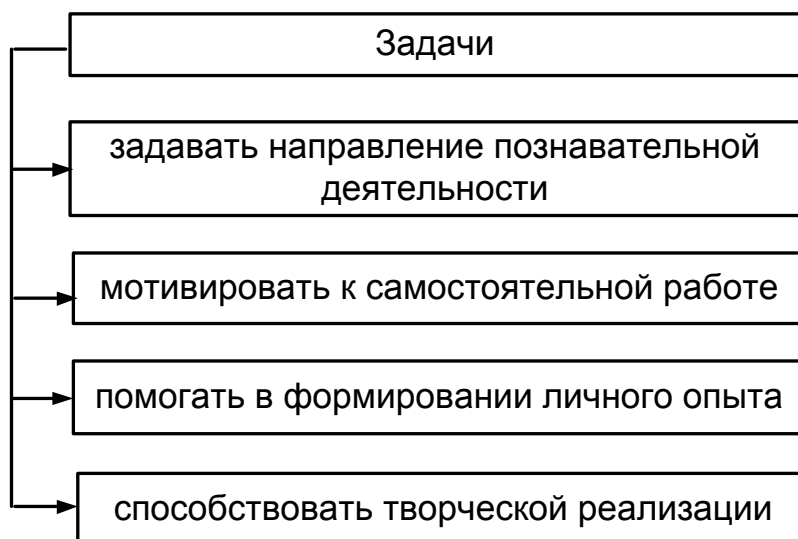 Задачи
задавать направление познавательной
деятельности
мотивировать к самостоятельной работе
помогать в формировании личного опыта
способствовать творческой реализации